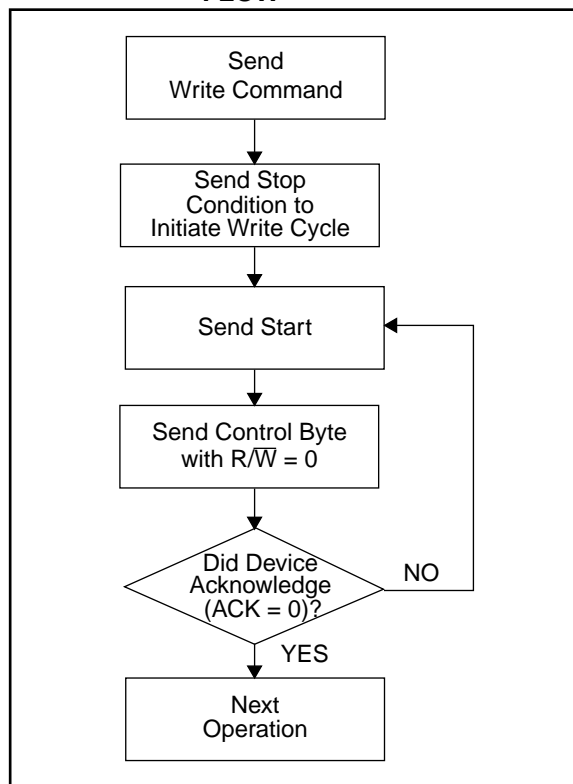 Send
Write Command
Send Stop
Condition to
Initiate Write Cycle
Send Start
Send Control Byte
with R/W̅ = 0
Did Device
Acknowledge
(ACK = 0)?
NO
YES
Next
Operation